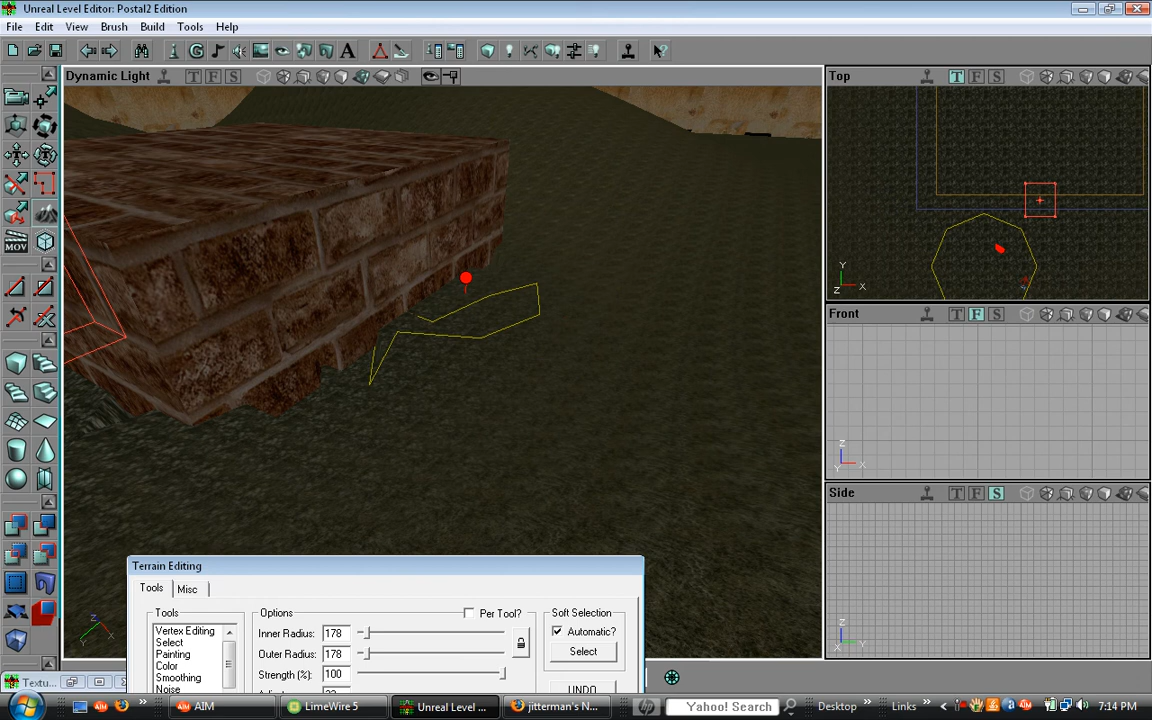 Unreal Level Editor: Postal2 Edition
File Edit View Brush Build Tools Help
Dynamic Light T F S
Top T F S
MOV
Y
Z X
Front T F S
Z
Y X
Side T F S
Z
X Y
Terrain Editing
Tools Misc
Tools
Vertex Editing
Select
Painting
Color
Smoothing
Noise
Options
Per Tool?
Inner Radius: 178
Outer Radius: 178
Strength (%): 100
Soft Selection
Automatic?
Select
UNDO
Textu...
AIM LimeWire 5 Unreal Level ... jitterman's N... Yahoo! Search Desktop Links 7:14 PM